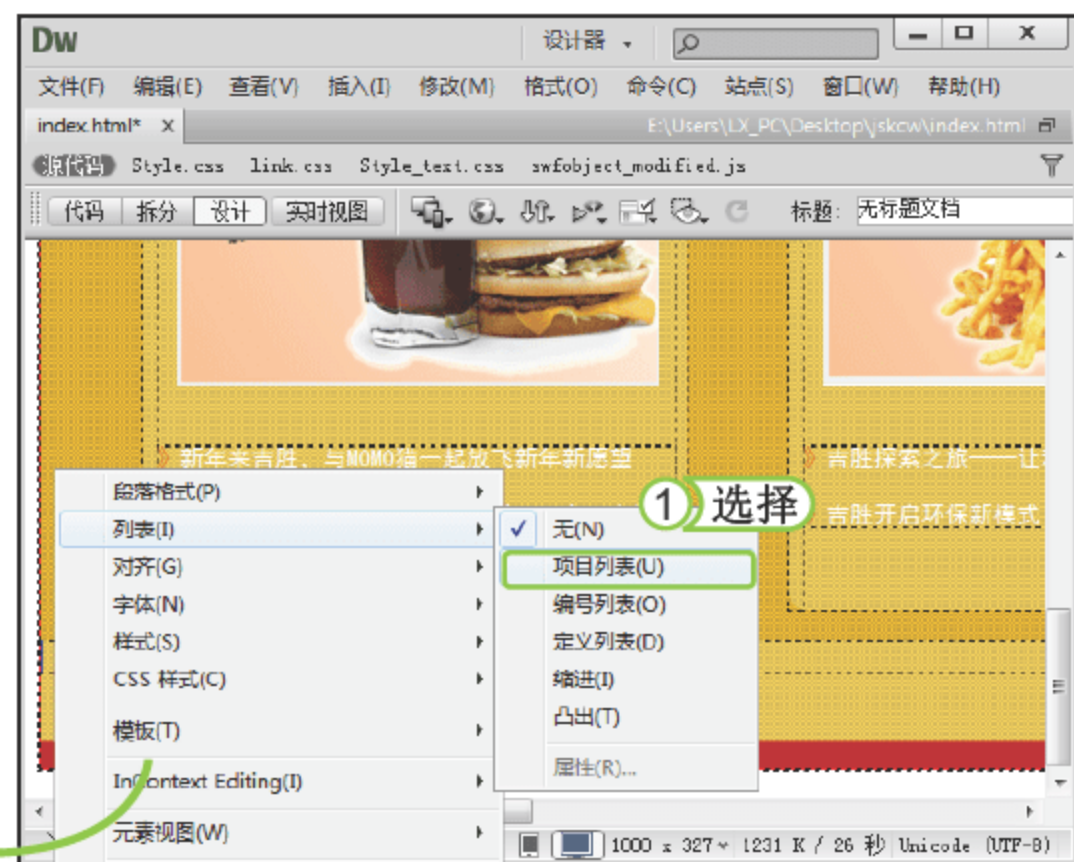 Dw 设计器
文件(F) 编辑(E) 查看(V) 插入(I) 修改(M) 格式(O) 命令(C) 站点(S) 窗口(W) 帮助(H)
index.html* x E:\Users\LX_PC\Desktop\jskcw\index.html
源代码 Style.css link.css Style_text.css swfobject_modified.js
代码 拆分 设计 实时视图 标题: 无标题文档
新年来吉胜,与MOMO猫一起放飞新年新愿望 吉胜探索之旅——让
吉胜开启环保新模式
段落格式(P)
列表(I)
对齐(G)
字体(N)
样式(S)
CSS 样式(C)
模板(T)
InContext Editing(I)
元素视图(W)
① 选择
无(N)
项目列表(U)
编号列表(O)
定义列表(D)
缩进(I)
凸出(T)
属性(R)...
1000 x 327 1231 K / 26 秒 Unicode (UTF-8)